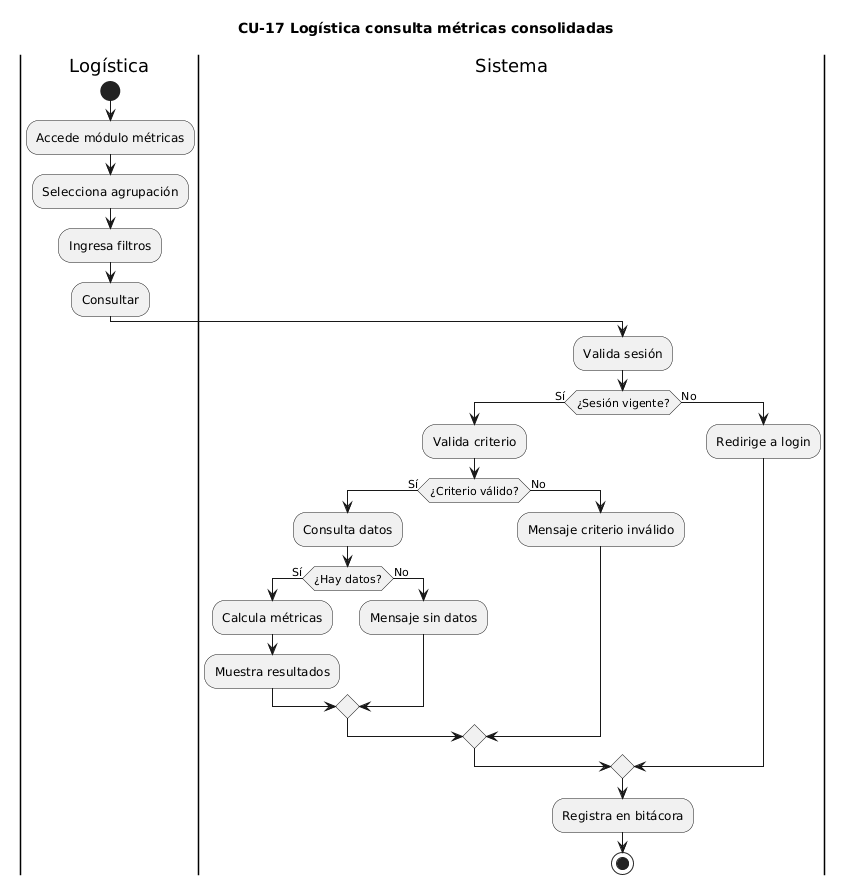 CU-17 Logística consulta métricas consolidadas
Logística
Sistema
Accede módulo métricas
Selecciona agrupación
Ingresa filtros
Consultar
Valida sesión
Sí
¿Sesión vigente?
No
Valida criterio
Redirige a login
Sí
¿Criterio válido?
No
Consulta datos
Mensaje criterio inválido
Sí
¿Hay datos?
No
Calcula métricas
Mensaje sin datos
Muestra resultados
Registra en bitácora